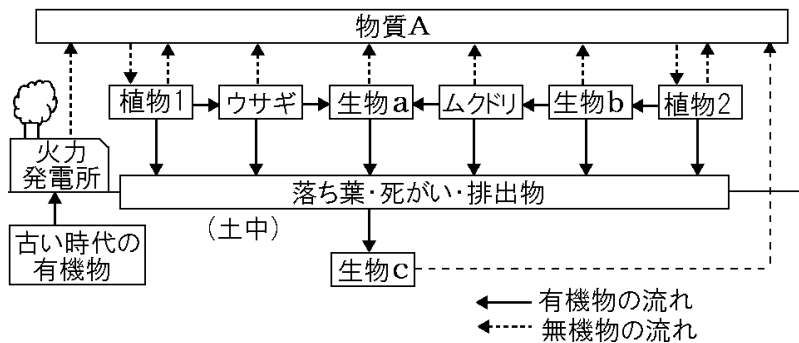 物質A
植物1
ウサギ
生物a
ムクドリ
生物b
植物2
火力
発電所
落ち葉・死がい・排出物
(土中)
古い時代の
有機物
生物c
有機物の流れ
無機物の流れ